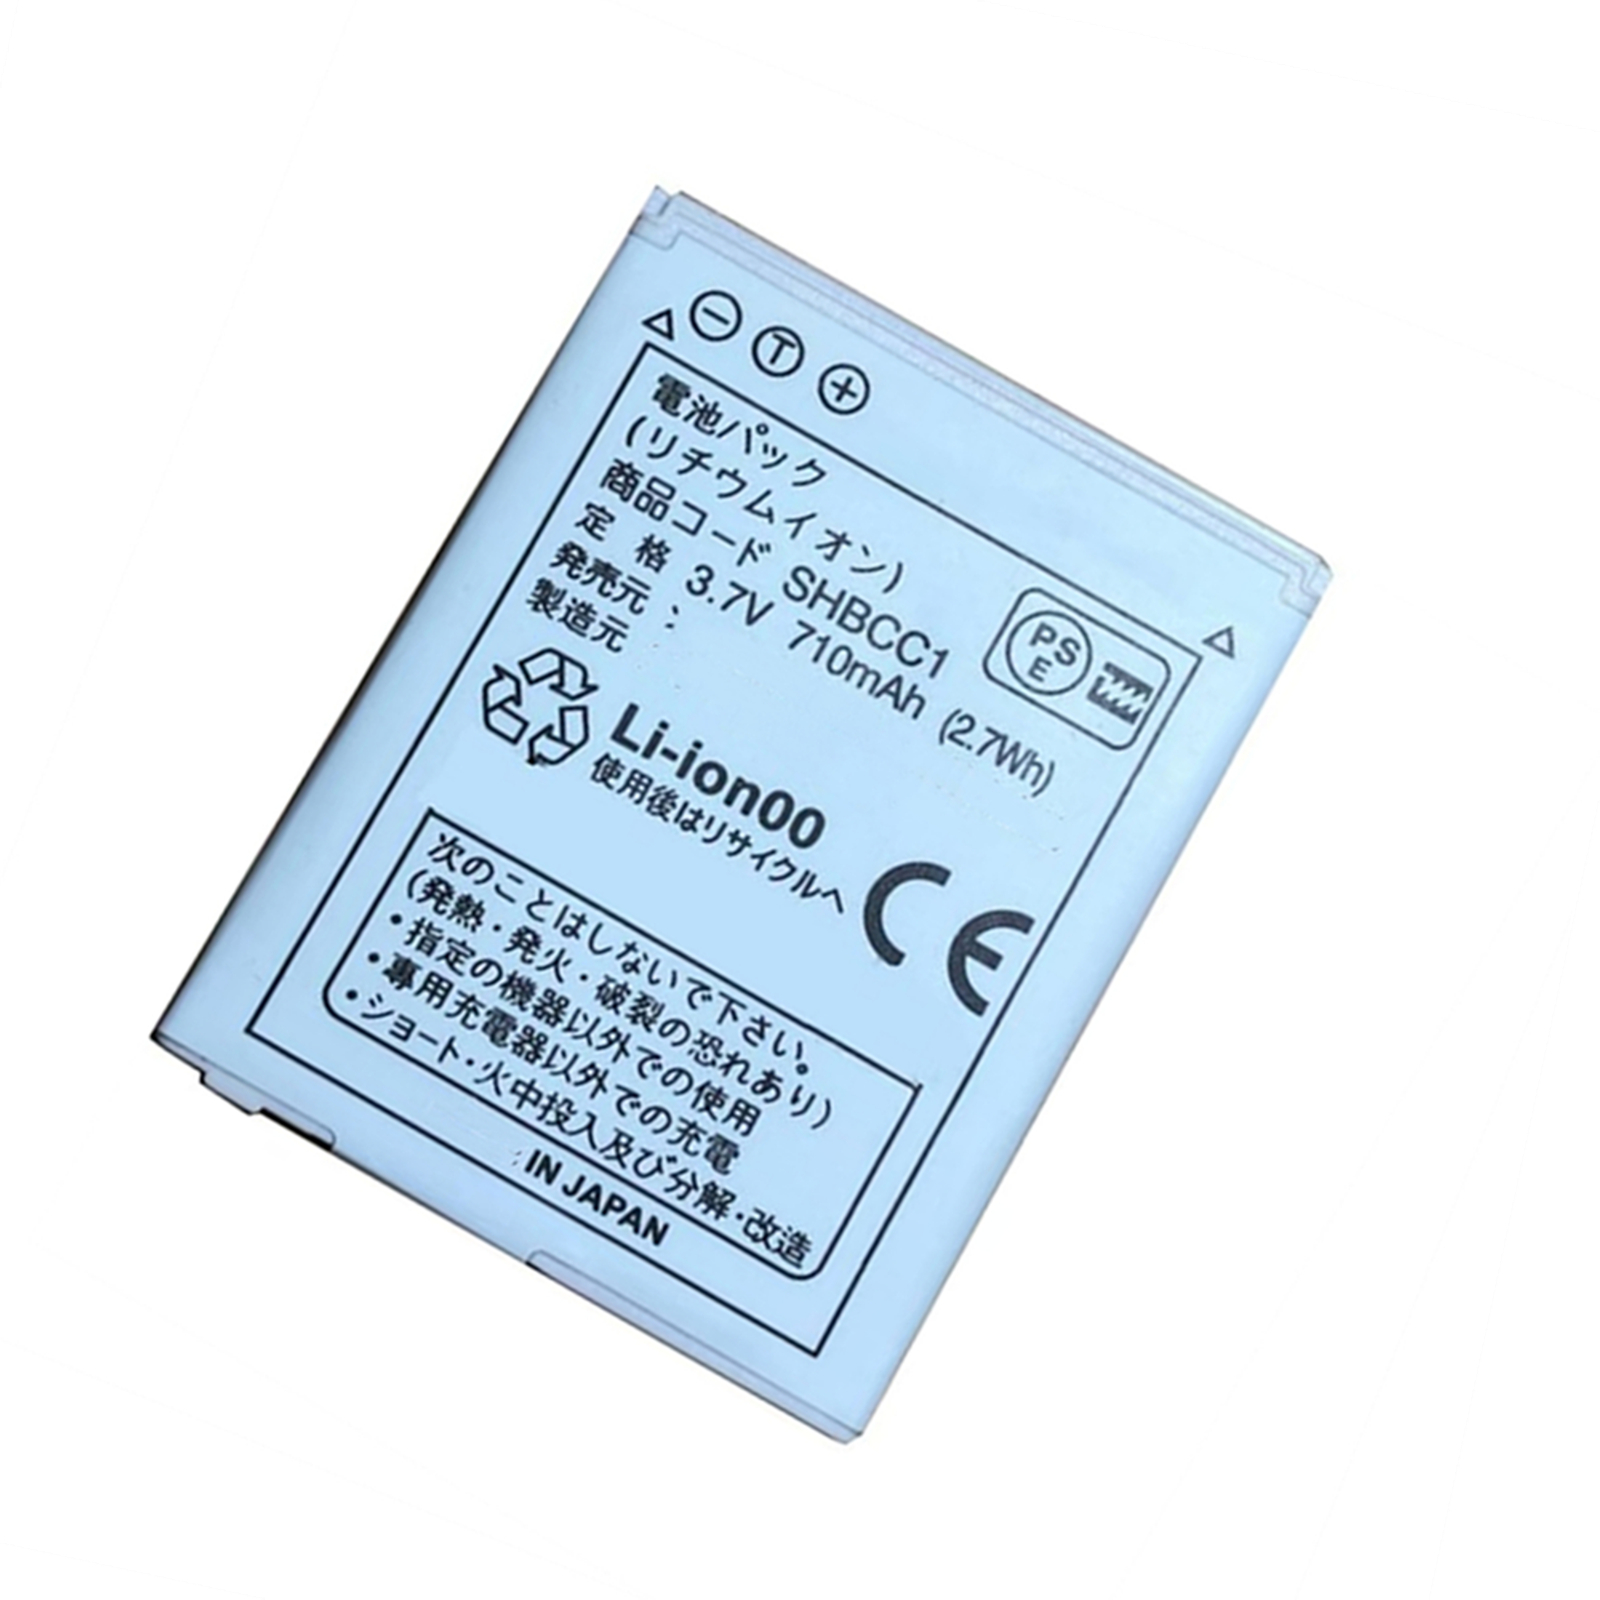 − T +
電池パック
(リチウムイオン)
商品コード SHBCC1
定 格 3.7V 710mAh (2.7Wh)
発売元 :
製造元
PSE
Li-ion00
使用後はリサイクルへ
CE
次のことはしないで下さい。
(発熱・発火・破裂の恐れあり)
・指定の機器以外での使用
・専用充電器以外での充電
・ショート・火中投入及び分解・改造
IN JAPAN